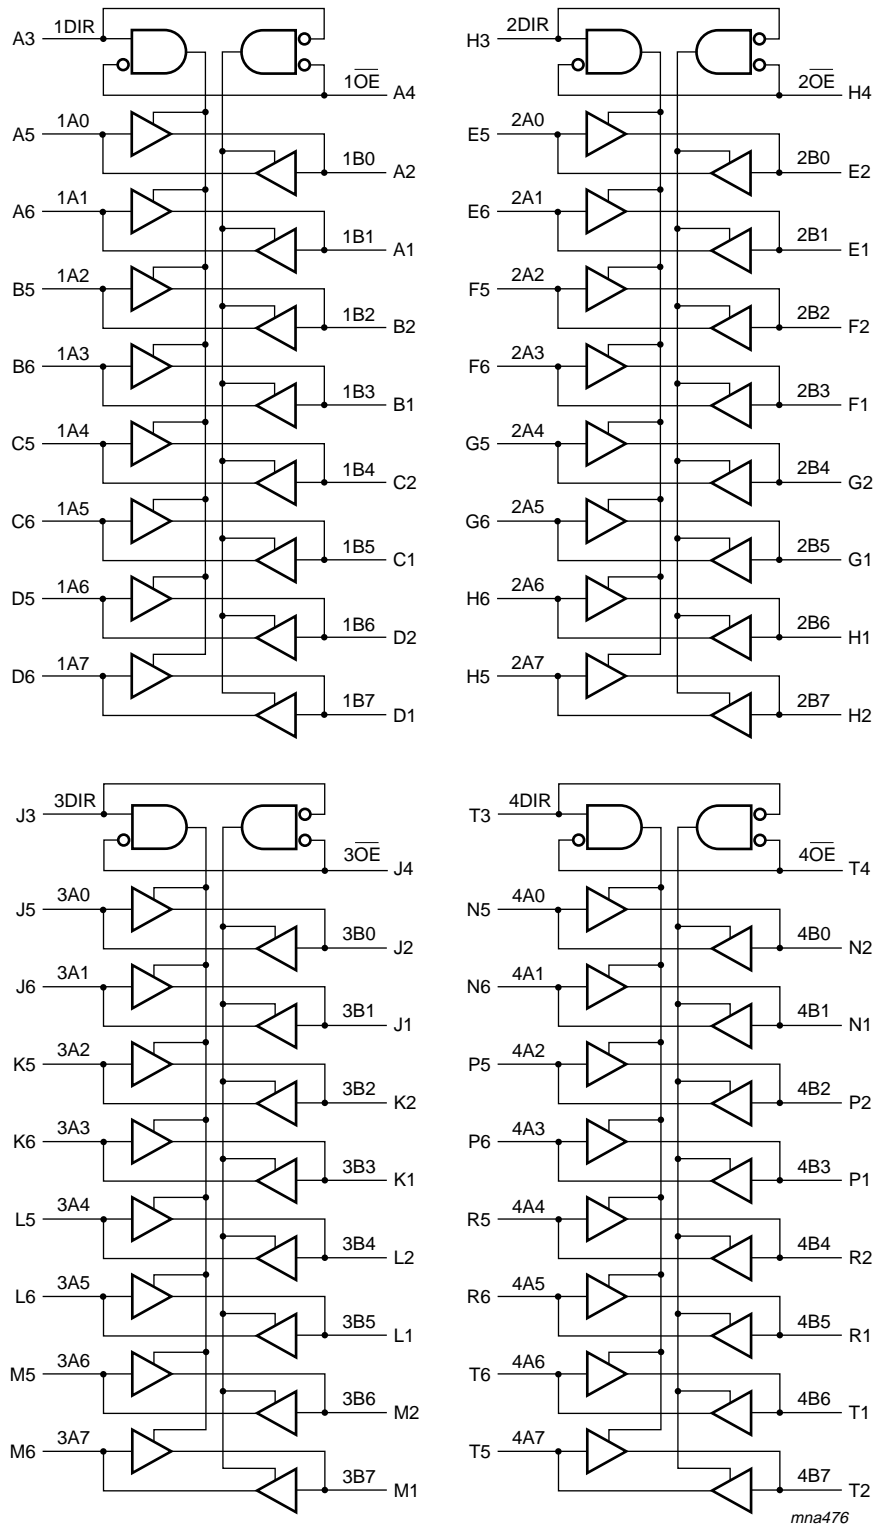 A3 1DIR
1O̅E̅ A4
A5 1A0
1B0 A2
A6 1A1
1B1 A1
B5 1A2
1B2 B2
B6 1A3
1B3 B1
C5 1A4
1B4 C2
C6 1A5
1B5 C1
D5 1A6
1B6 D2
D6 1A7
1B7 D1
H3 2DIR
2O̅E̅ H4
E5 2A0
2B0 E2
E6 2A1
2B1 E1
F5 2A2
2B2 F2
F6 2A3
2B3 F1
G5 2A4
2B4 G2
G6 2A5
2B5 G1
H6 2A6
2B6 H1
H5 2A7
2B7 H2
J3 3DIR
3O̅E̅ J4
J5 3A0
3B0 J2
J6 3A1
3B1 J1
K5 3A2
3B2 K2
K6 3A3
3B3 K1
L5 3A4
3B4 L2
L6 3A5
3B5 L1
M5 3A6
3B6 M2
M6 3A7
3B7 M1
T3 4DIR
4O̅E̅ T4
N5 4A0
4B0 N2
N6 4A1
4B1 N1
P5 4A2
4B2 P2
P6 4A3
4B3 P1
R5 4A4
4B4 R2
R6 4A5
4B5 R1
T6 4A6
4B6 T1
T5 4A7
4B7 T2
mna476